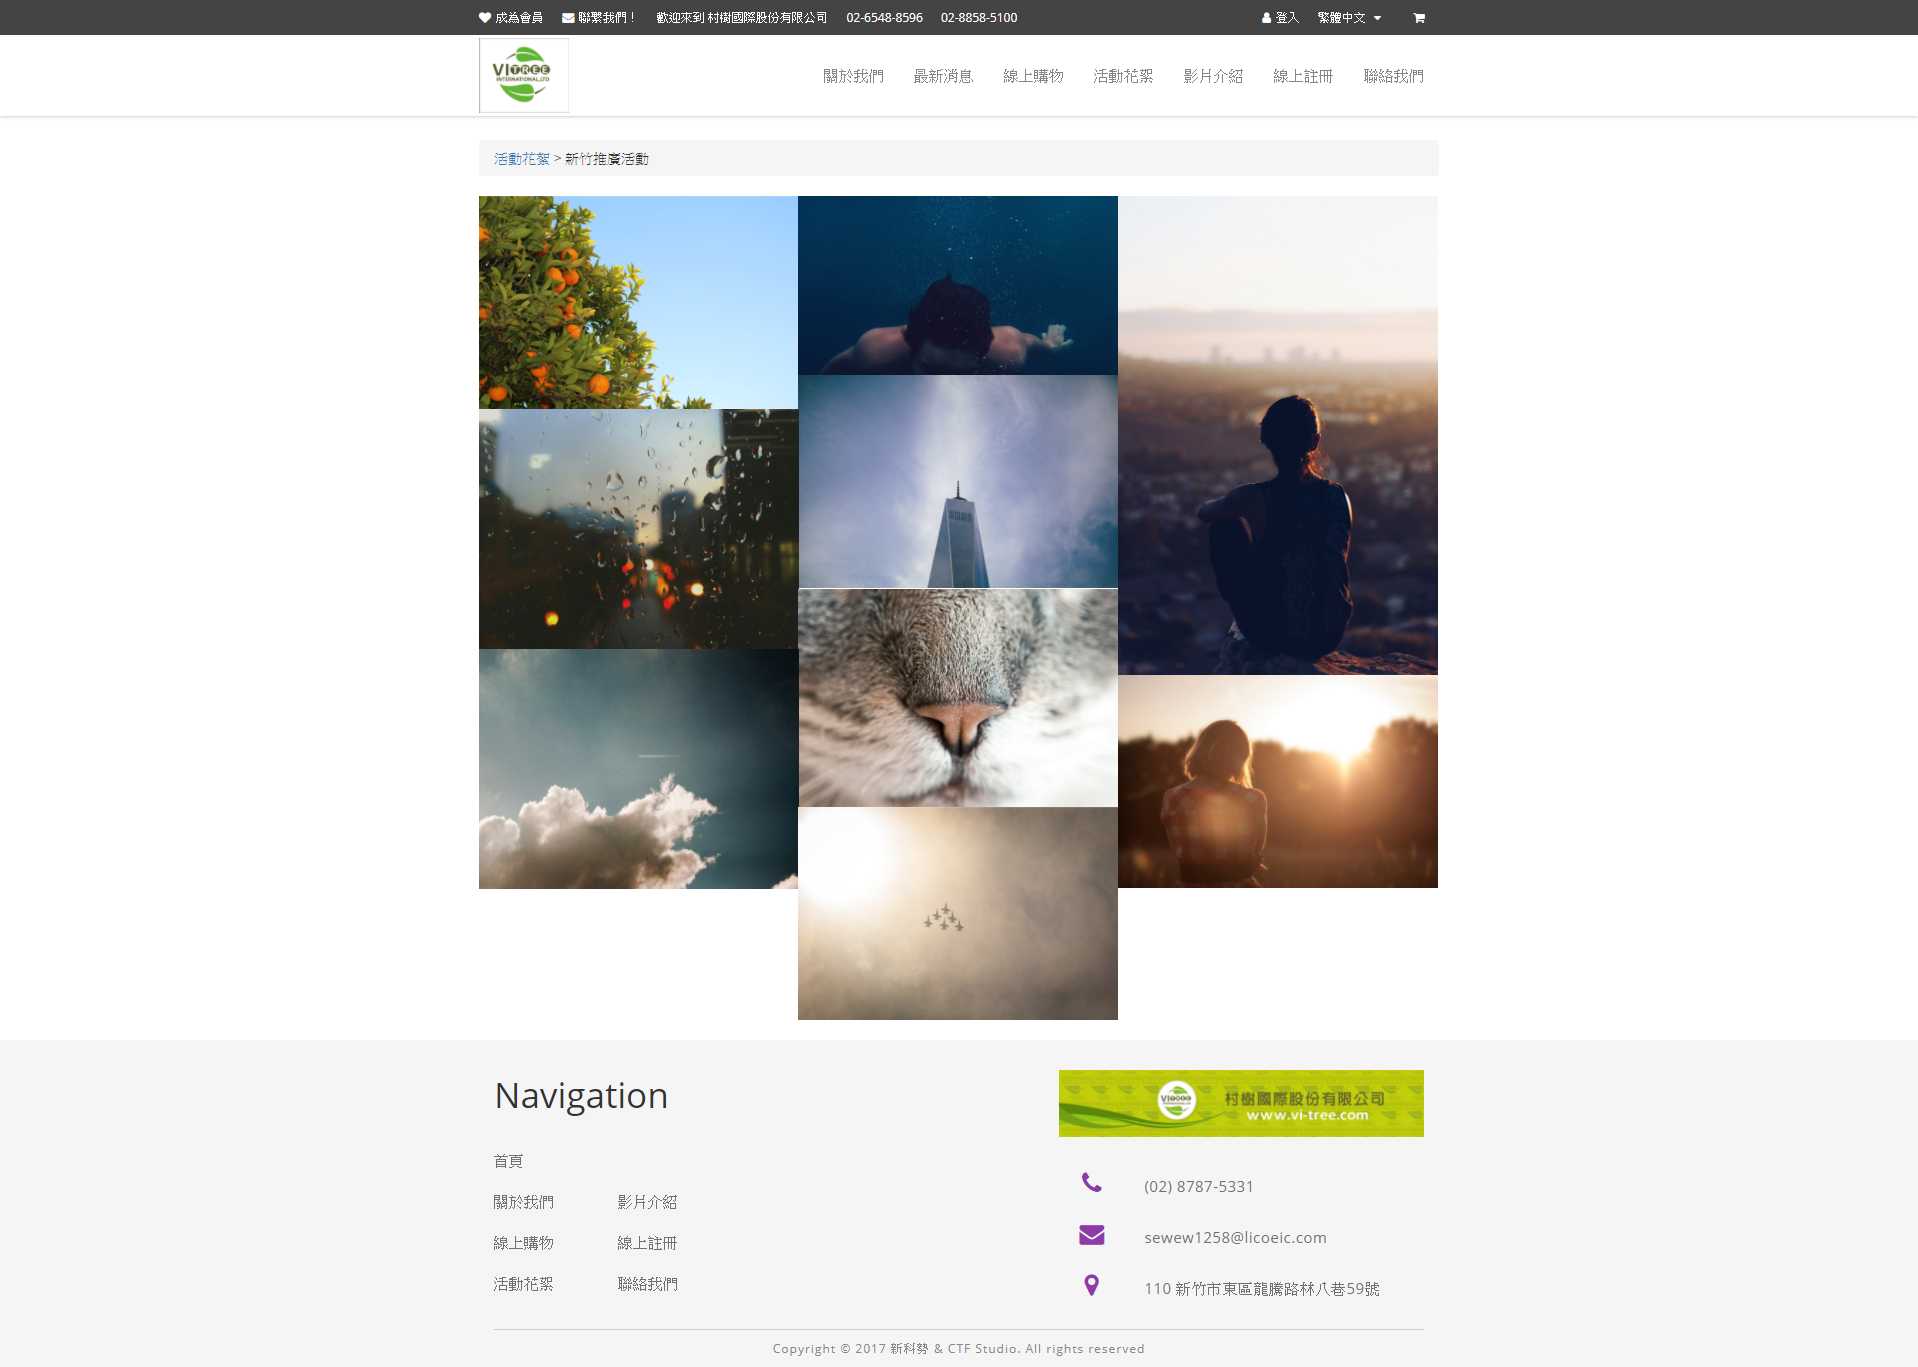 成為會員 聯繫我們！ 歡迎來到 村樹國際股份有限公司 02-6548-8596 02-8858-5100 登入 繁體中文
VITREE
INTERNATIONAL,LTD
關於我們 最新消息 線上購物 活動花絮 影片介紹 線上註冊 聯絡我們
活動花絮 > 新竹推廣活動
Navigation
村樹國際股份有限公司
www.vi-tree.com
首頁
(02) 8787-5331
關於我們 影片介紹
sewew1258@licoeic.com
線上購物 線上註冊
活動花絮 聯絡我們
110 新竹市東區龍騰路林八巷59號
Copyright © 2017 新科勢 & CTF Studio. All rights reserved